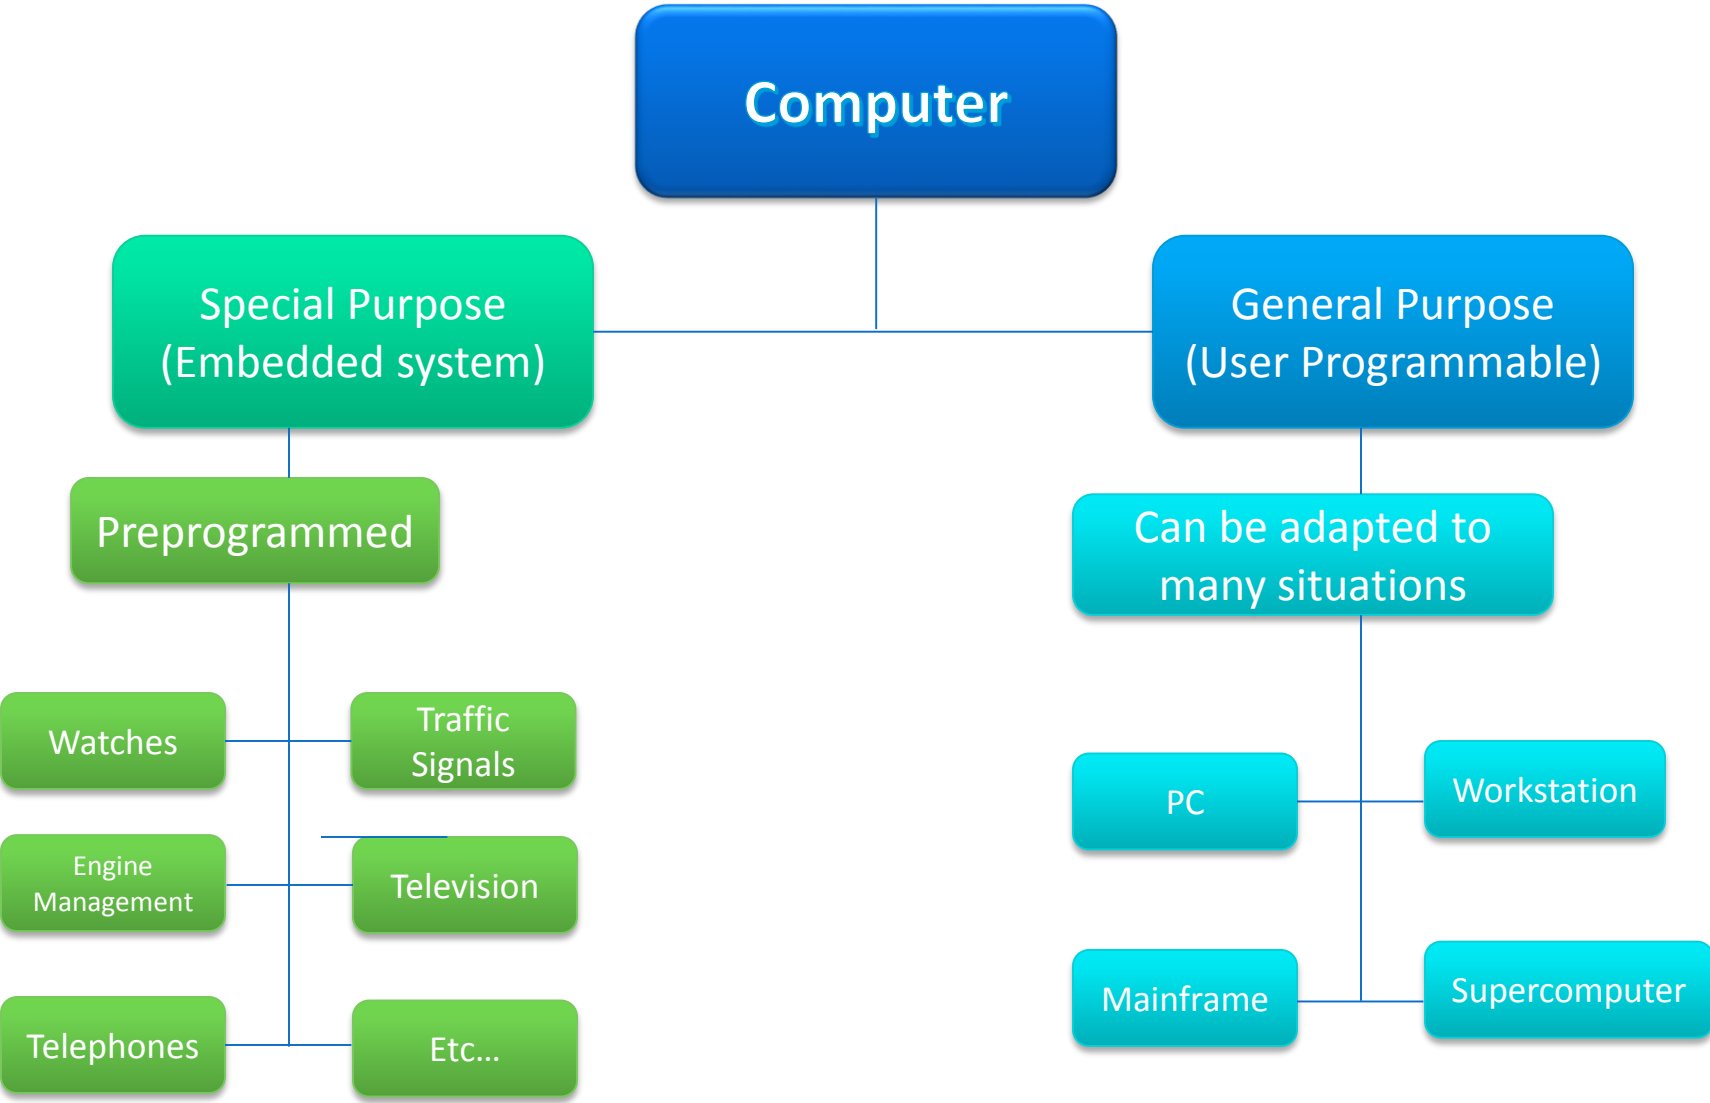 Computer
Special Purpose
(Embedded system)
General Purpose
(User Programmable)
Preprogrammed
Can be adapted to
many situations
Watches
Traffic
Signals
PC
Workstation
Engine
Management
Television
Mainframe
Supercomputer
Telephones
Etc...